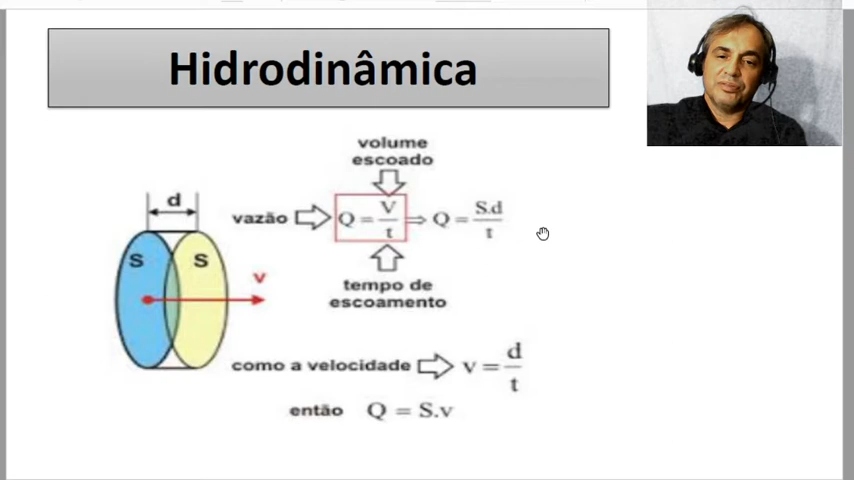 Hidrodinâmica
volume
escoado
d
vazão Q = V/t ⇒ Q = S.d/t
S S
v
tempo de
escoamento
como a velocidade v = d/t
então Q = S.v